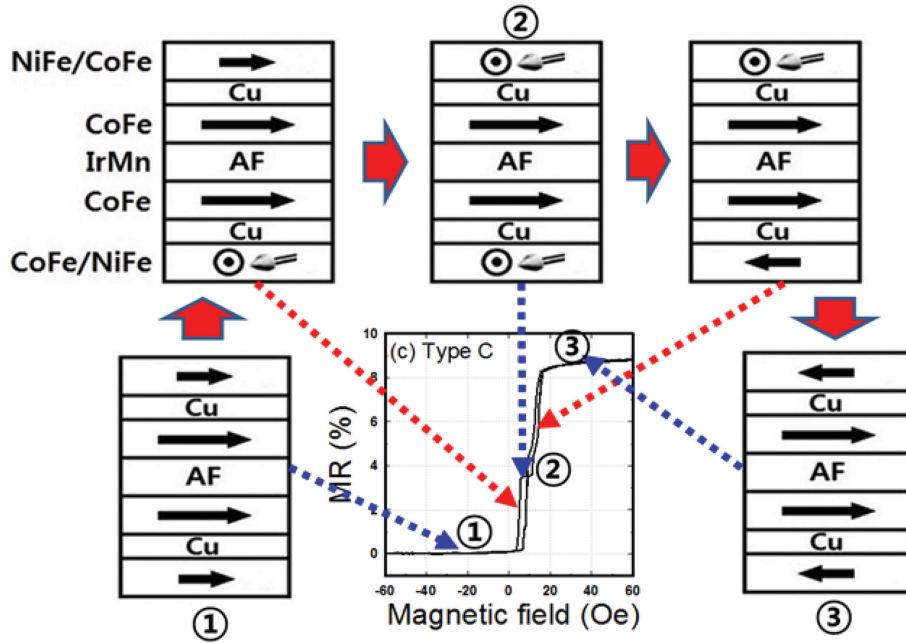 ②
NiFe/CoFe
Cu
Cu
Cu
CoFe
IrMn
AF
AF
AF
CoFe
Cu
Cu
Cu
CoFe/NiFe
10
(c) Type C
③
8
6
4
②
2
①
0
MR (%)
-60
-40
-20
0
20
40
60
Magnetic field (Oe)
Cu
AF
Cu
①
Cu
AF
Cu
③